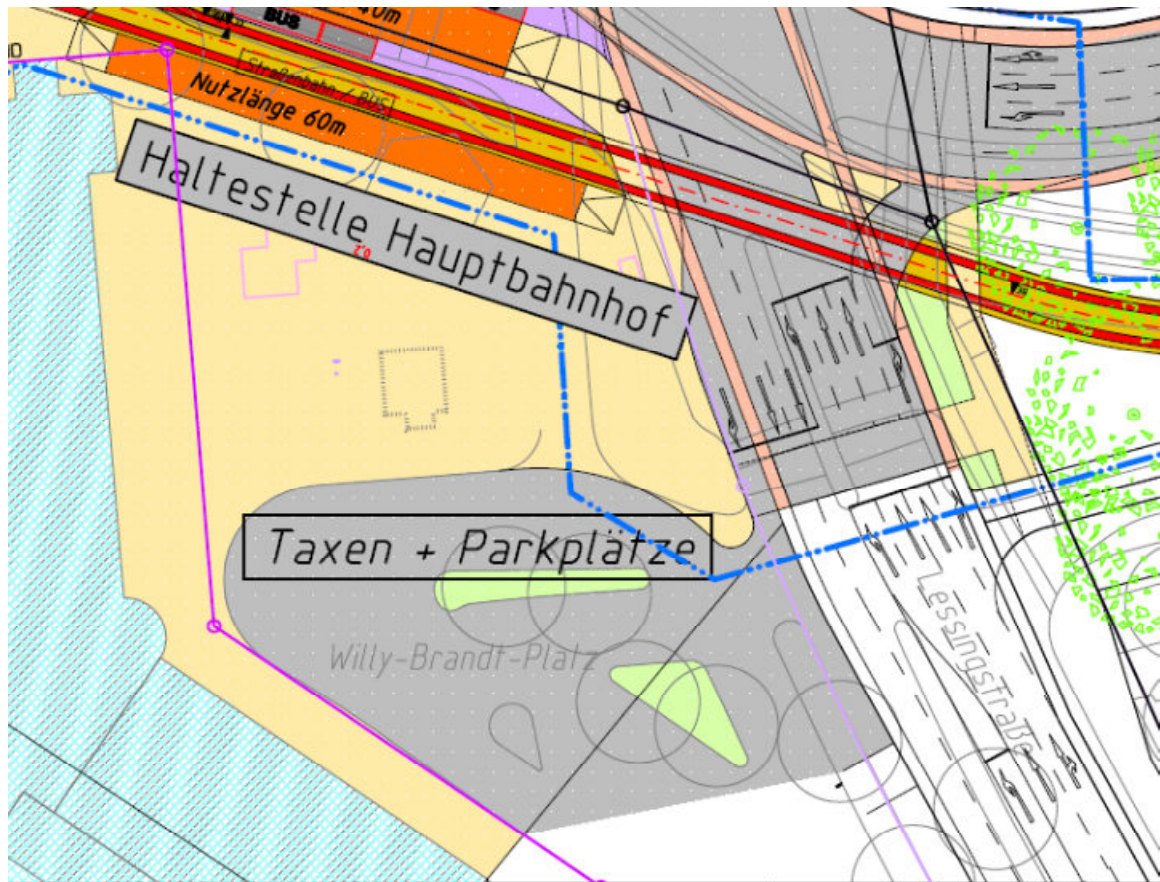 BUS
40m
Straßenbahn / BUS
Nutzlänge 60m
Haltestelle Hauptbahnhof
Taxen + Parkplätze
Willy-Brandt-Platz
Lessingstraße